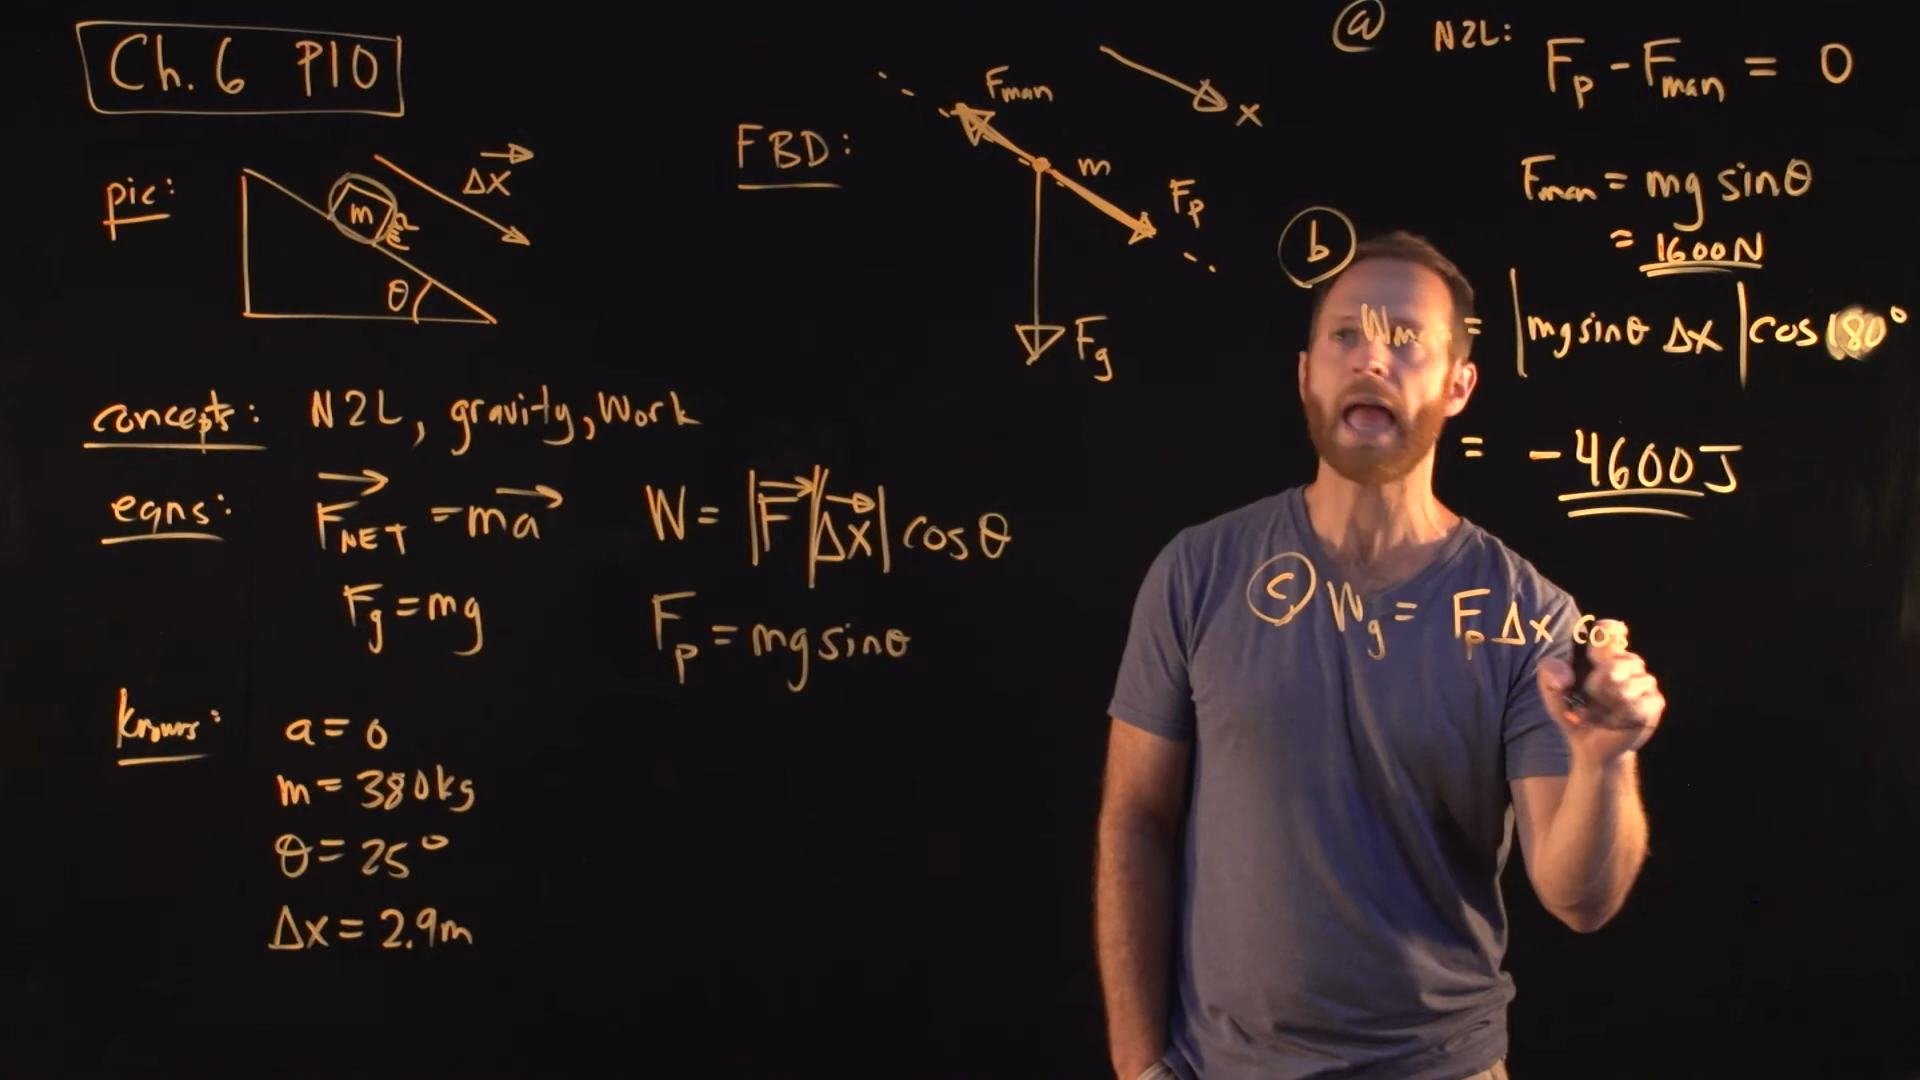 Ch. 6 P10
pic:
m
Δx
θ
FBD:
Fman
m
Fp
Fg
x
concepts: N2L, gravity, Work
eqns: FNET = ma
W = |F||Δx| cosθ
Fg = mg
Fp = mg sinθ
knowns: a = 0
m = 380kg
θ = 25°
Δx = 2.9m
a N2L: Fp - Fman = 0
Fman = mg sinθ
= 1600N
b
= |mg sinθ Δx| cos 180°
= -4600J
c Wg = Fp Δx cos